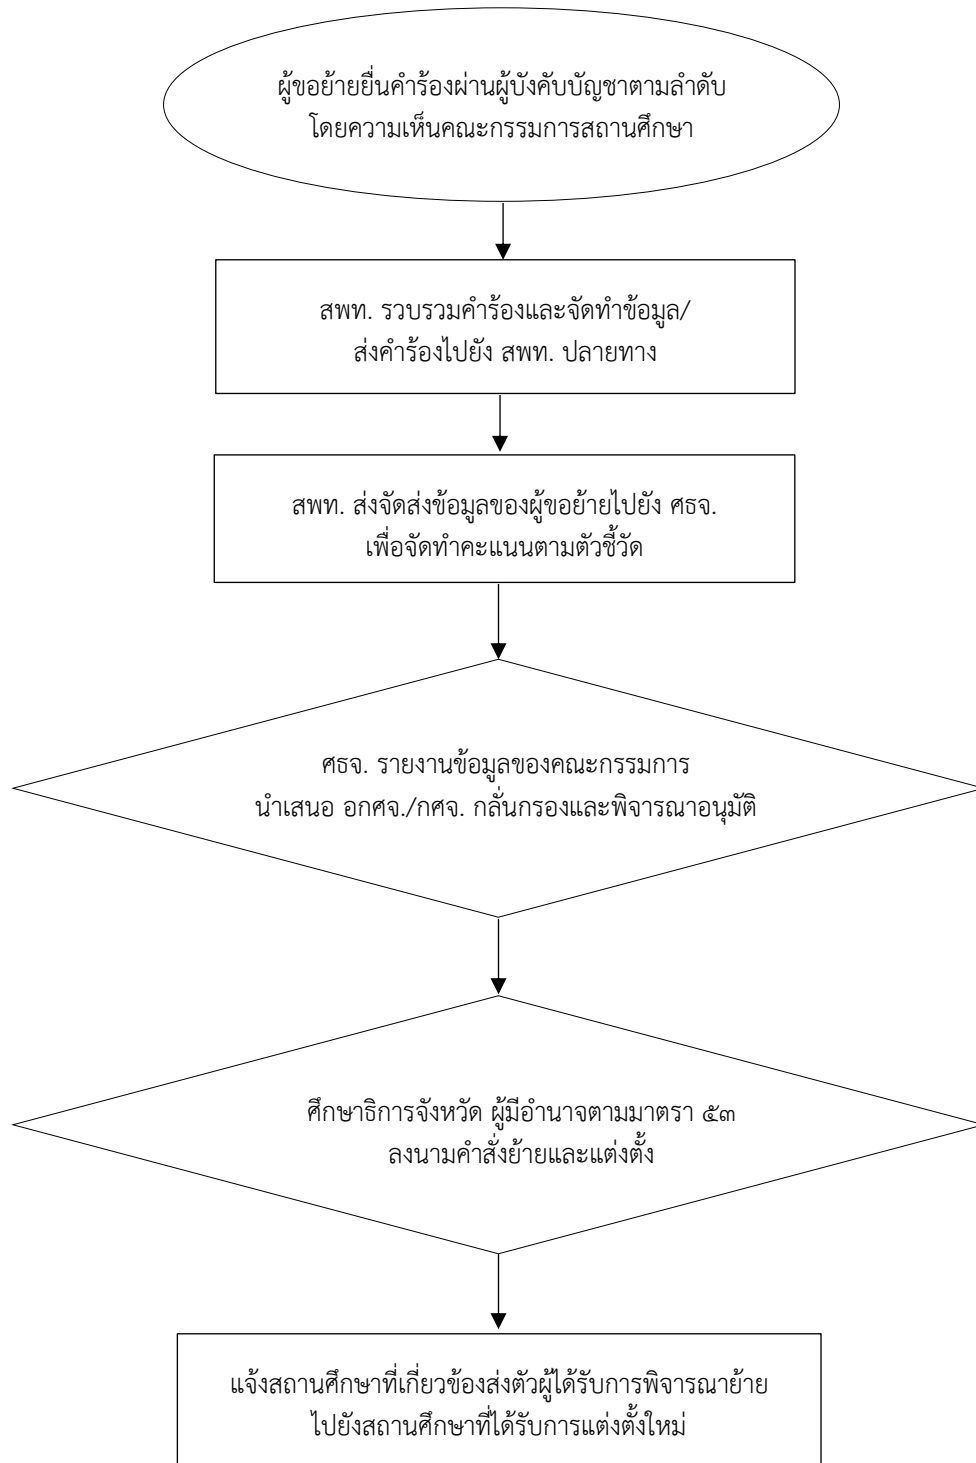 ผู้ขอย้ายยื่นคำร้องผ่านผู้บังคับบัญชาตามลำดับ
โดยความเห็นคณะกรรมการสถานศึกษา
สพท. รวบรวมคำร้องและจัดทำข้อมูล/
ส่งคำร้องไปยัง สพท. ปลายทาง
สพท. ส่งจัดส่งข้อมูลของผู้ขอย้ายไปยัง ศธจ.
เพื่อจัดทำคะแนนตามตัวชี้วัด
ศธจ. รายงานข้อมูลของคณะกรรมการ
นำเสนอ อกศจ./กศจ. กลั่นกรองและพิจารณาอนุมัติ
ศึกษาธิการจังหวัด ผู้มีอำนาจตามมาตรา ๕๓
ลงนามคำสั่งย้ายและแต่งตั้ง
แจ้งสถานศึกษาที่เกี่ยวข้องส่งตัวผู้ได้รับการพิจารณาย้าย
ไปยังสถานศึกษาที่ได้รับการแต่งตั้งใหม่